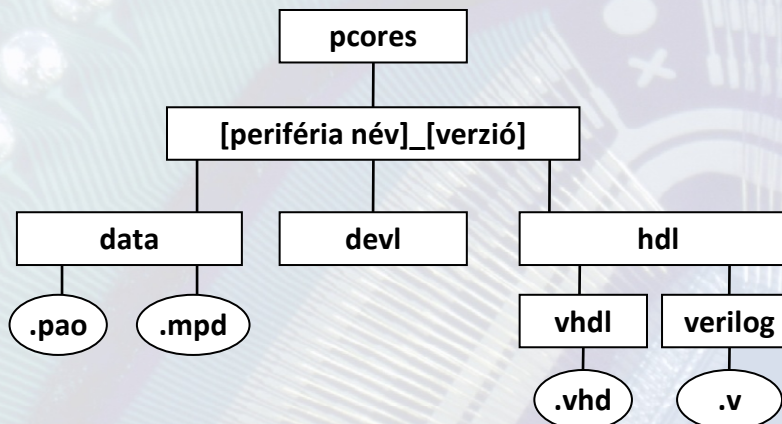 pcores
[periféria név]_[verzió]
data
devl
hdl
.pao
.mpd
vhdl
verilog
.vhd
.v